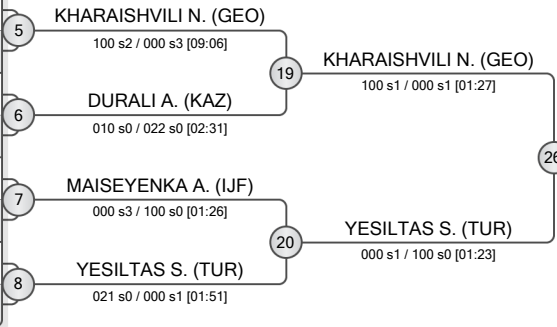 KHARAISHVILI N. (GEO)
5
100 s2 / 000 s3 [09:06]
KHARAISHVILI N. (GEO)
19
100 s1 / 000 s1 [01:27]
DURALI A. (KAZ)
6
010 s0 / 022 s0 [02:31]
26
MAISEYENKA A. (IJF)
7
000 s3 / 100 s0 [01:26]
YESILTAS S. (TUR)
20
000 s1 / 100 s0 [01:23]
YESILTAS S. (TUR)
8
021 s0 / 000 s1 [01:51]